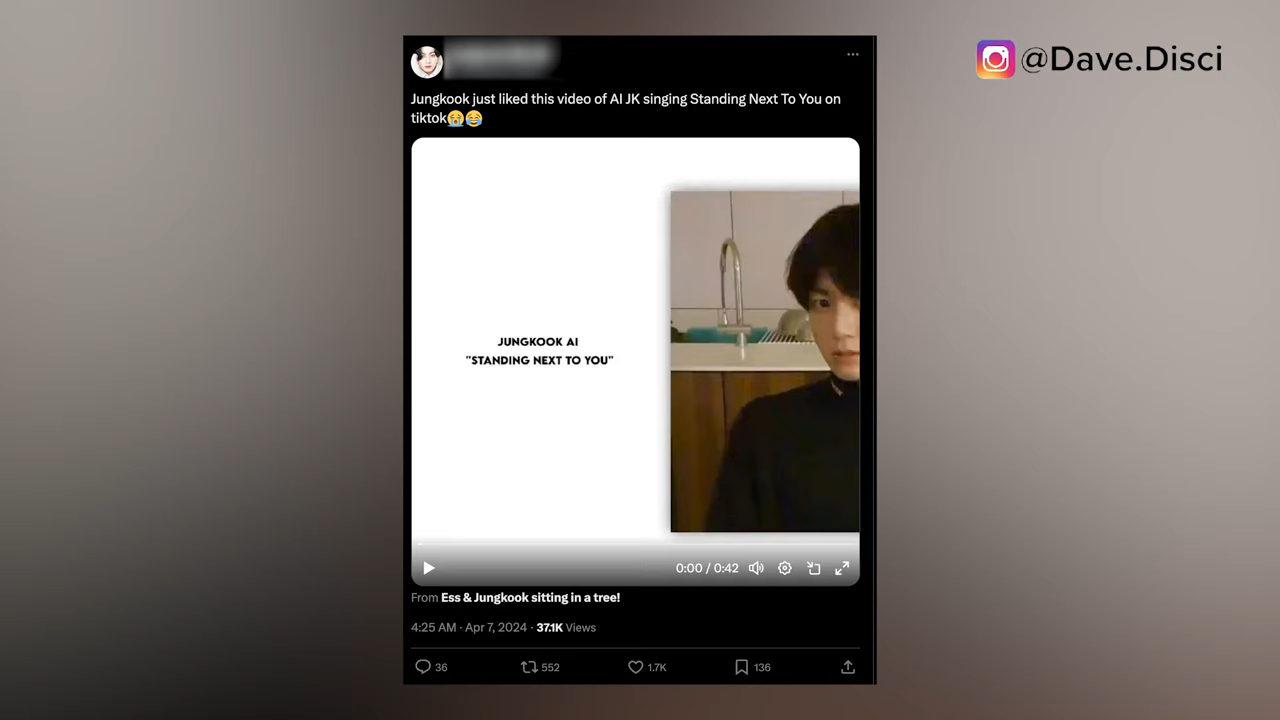 @Dave.Disci
Jungkook just liked this video of AI JK singing Standing Next To You on
tiktok😭😂
JUNGKOOK AI
"STANDING NEXT TO YOU"
0:00 / 0:42
From Ess & Jungkook sitting in a tree!
4:25 AM · Apr 7, 2024 · 37.1K Views
36 552 1.7K 136